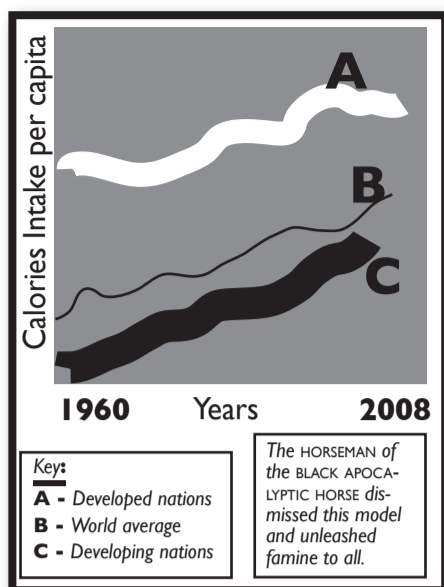 Calories Intake per capita
A
B
C
1960 Years 2008
Key:
A - Developed nations
B - World average
C - Developing nations
The HORSEMAN of
the BLACK APOCA-
LYPTIC HORSE dis-
missed this model
and unleashed
famine to all.